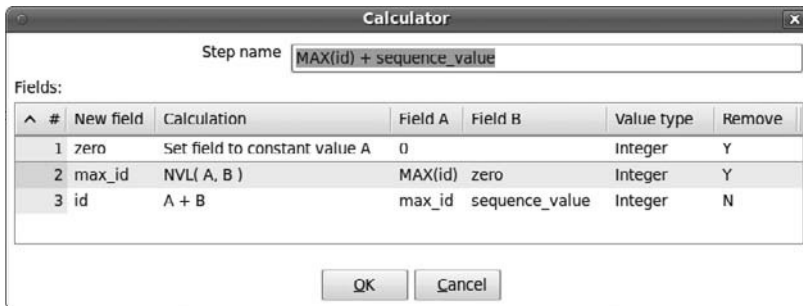 Calculator
Step name MAX(id) + sequence_value
Fields:
# New field Calculation Field A Field B Value type Remove
1 zero Set field to constant value A 0 Integer Y
2 max_id NVL( A, B ) MAX(id) zero Integer Y
3 id A + B max_id sequence_value Integer N
OK Cancel